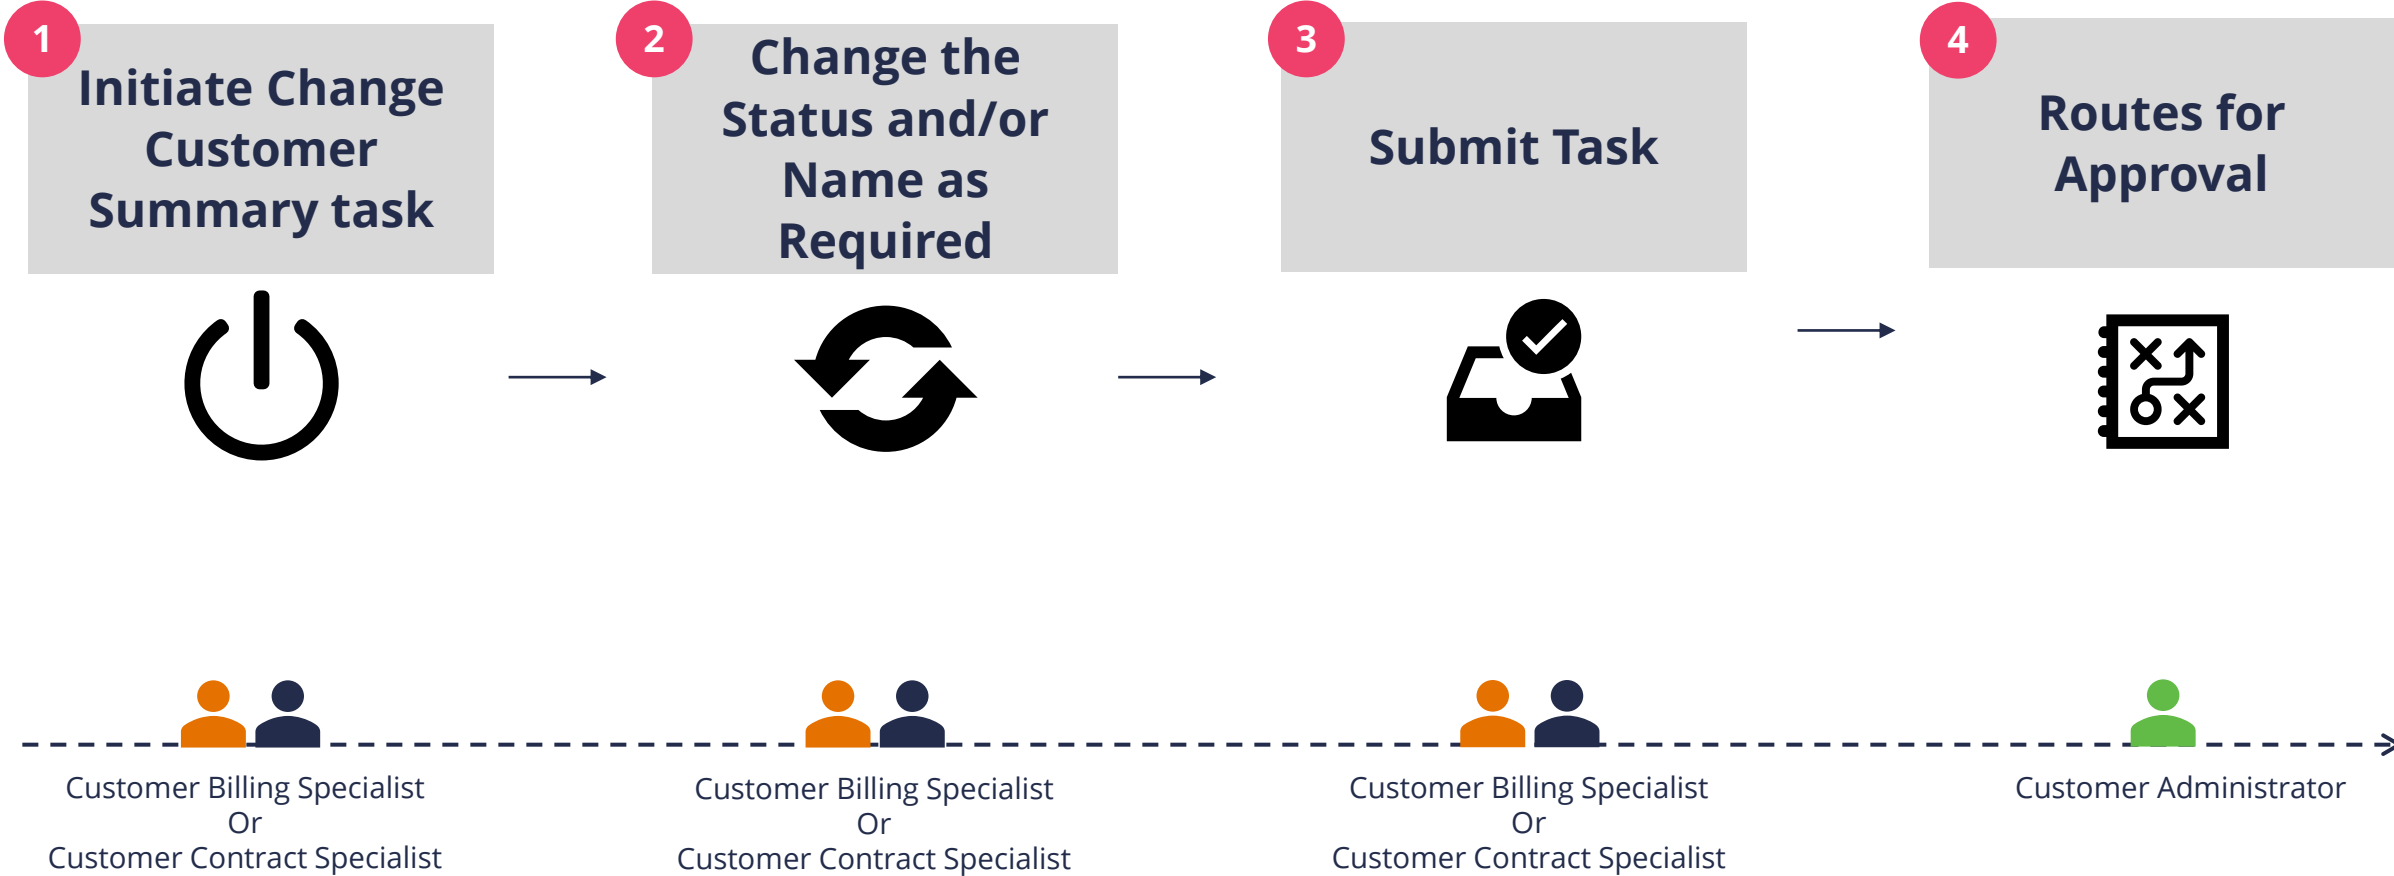 1
Initiate Change
Customer
Summary task
2
Change the
Status and/or
Name as
Required
3
Submit Task
4
Routes for
Approval
Customer Billing Specialist
Or
Customer Contract Specialist
Customer Billing Specialist
Or
Customer Contract Specialist
Customer Billing Specialist
Or
Customer Contract Specialist
Customer Administrator